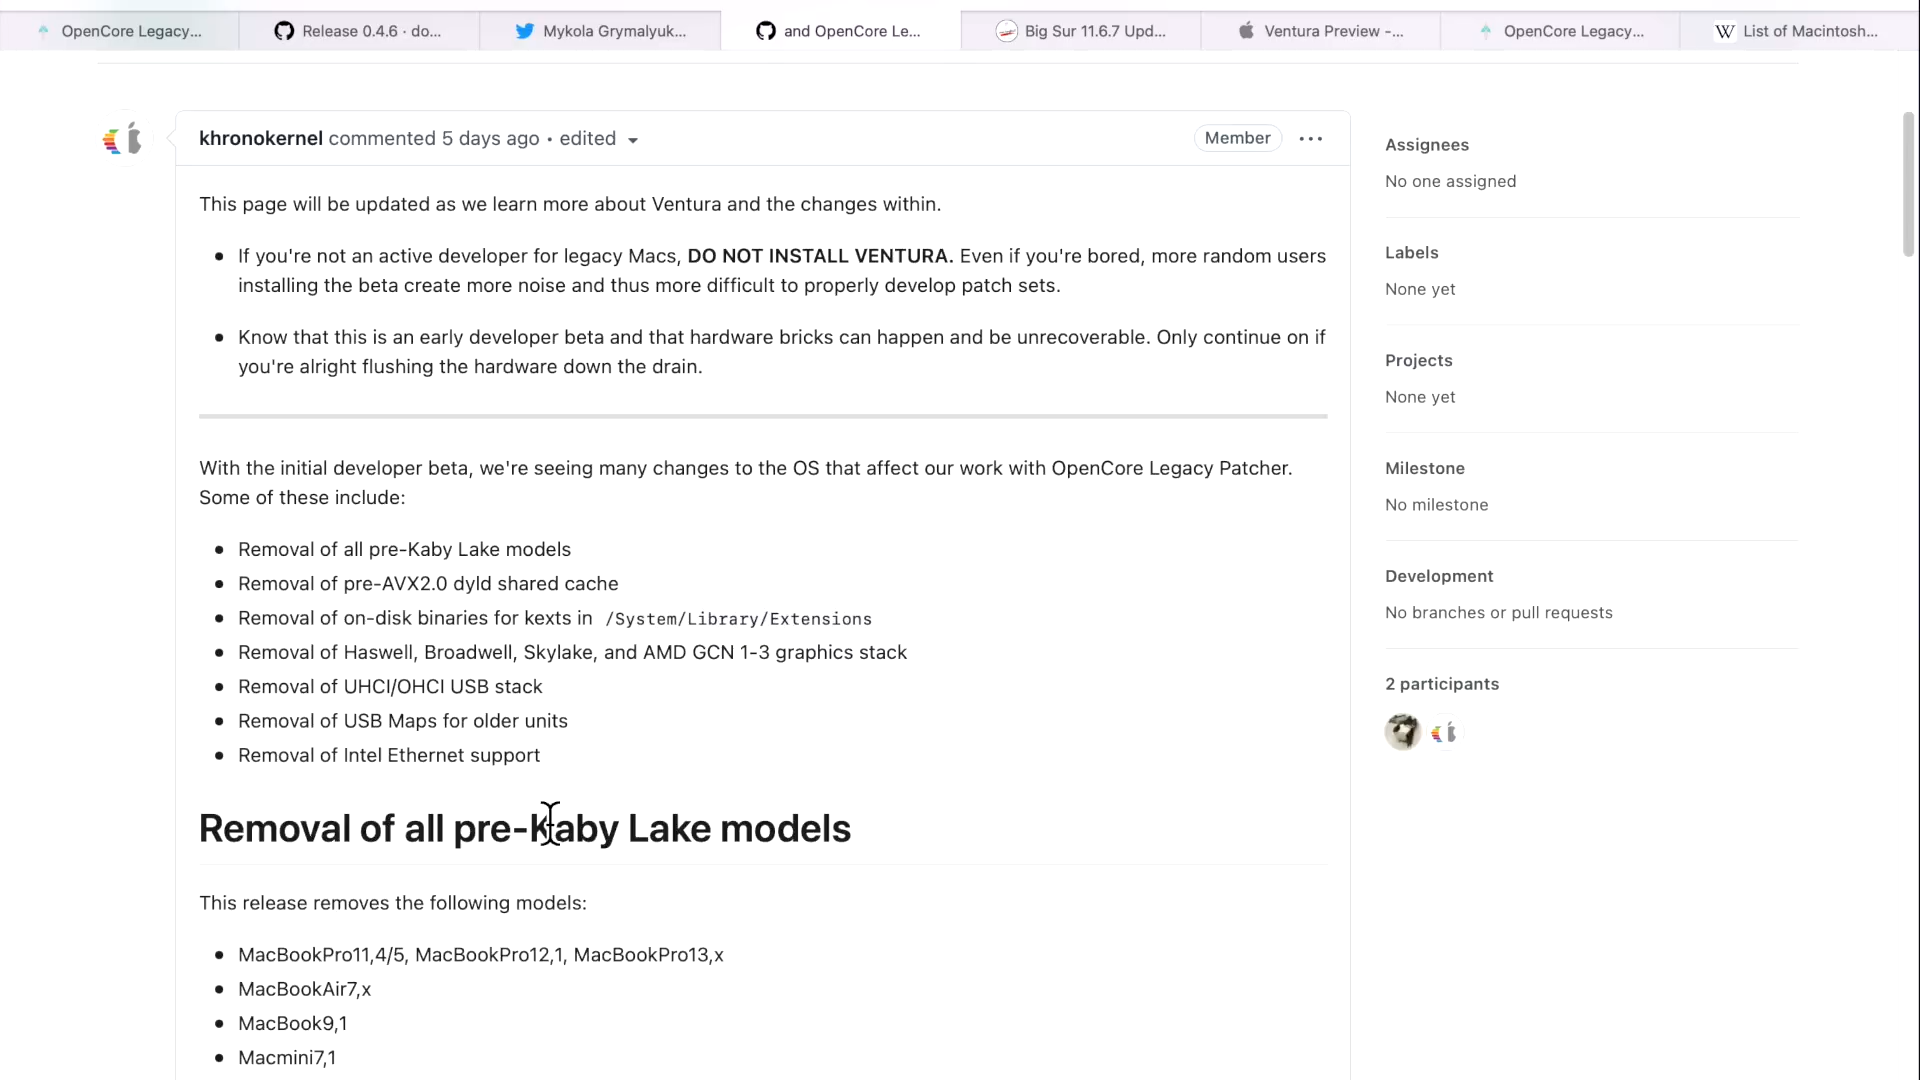 OpenCore Legacy...
Release 0.4.6 · do...
Mykola Grymalyuk...
and OpenCore Le...
Big Sur 11.6.7 Upd...
Ventura Preview -...
OpenCore Legacy...
W List of Macintosh...
khronokernel commented 5 days ago • edited
Member
This page will be updated as we learn more about Ventura and the changes within.
• If you're not an active developer for legacy Macs, DO NOT INSTALL VENTURA. Even if you're bored, more random users
installing the beta create more noise and thus more difficult to properly develop patch sets.
• Know that this is an early developer beta and that hardware bricks can happen and be unrecoverable. Only continue on if
you're alright flushing the hardware down the drain.
With the initial developer beta, we're seeing many changes to the OS that affect our work with OpenCore Legacy Patcher.
Some of these include:
• Removal of all pre-Kaby Lake models
• Removal of pre-AVX2.0 dyld shared cache
• Removal of on-disk binaries for kexts in /System/Library/Extensions
• Removal of Haswell, Broadwell, Skylake, and AMD GCN 1-3 graphics stack
• Removal of UHCI/OHCI USB stack
• Removal of USB Maps for older units
• Removal of Intel Ethernet support
Removal of all pre-Kaby Lake models
This release removes the following models:
• MacBookPro11,4/5, MacBookPro12,1, MacBookPro13,x
• MacBookAir7,x
• MacBook9,1
• Macmini7,1
Assignees
No one assigned
Labels
None yet
Projects
None yet
Milestone
No milestone
Development
No branches or pull requests
2 participants